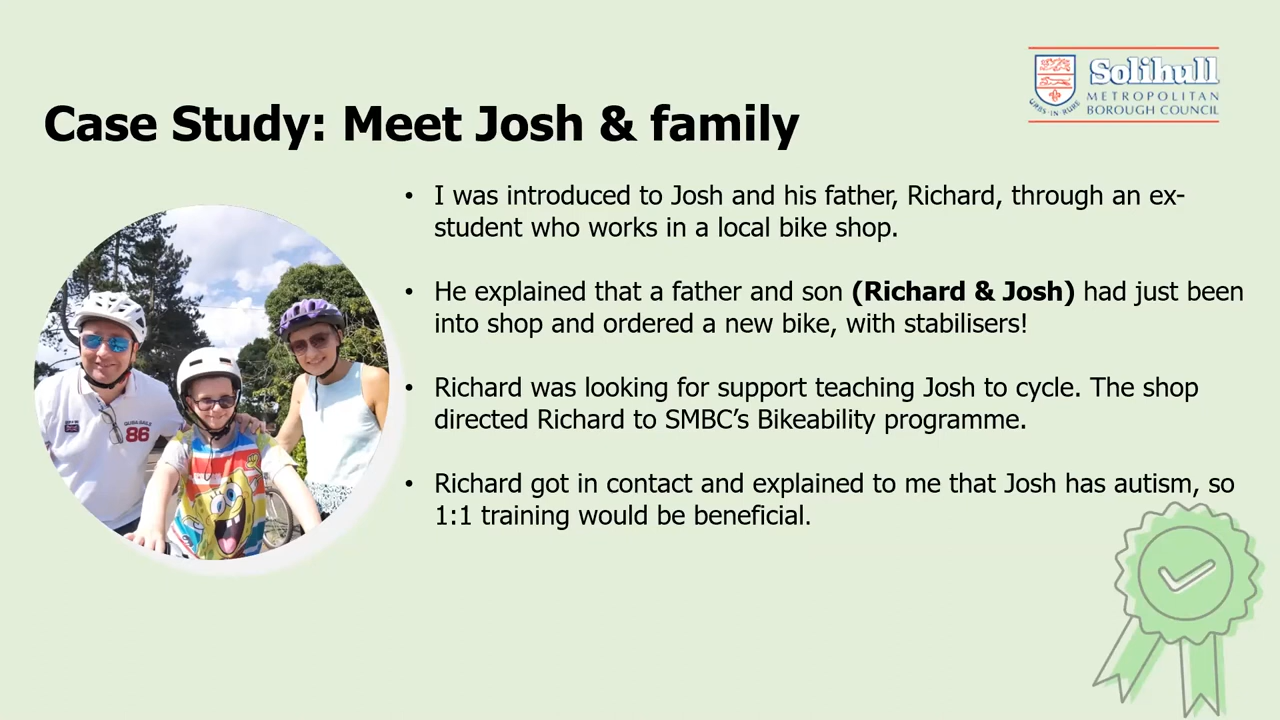 Solihull
METROPOLITAN
BOROUGH COUNCIL
URBS·IN·RURE
Case Study: Meet Josh & family
• I was introduced to Josh and his father, Richard, through an ex-
student who works in a local bike shop.
• He explained that a father and son (Richard & Josh) had just been
into shop and ordered a new bike, with stabilisers!
• Richard was looking for support teaching Josh to cycle. The shop
directed Richard to SMBC’s Bikeability programme.
• Richard got in contact and explained to me that Josh has autism, so
1:1 training would be beneficial.
86